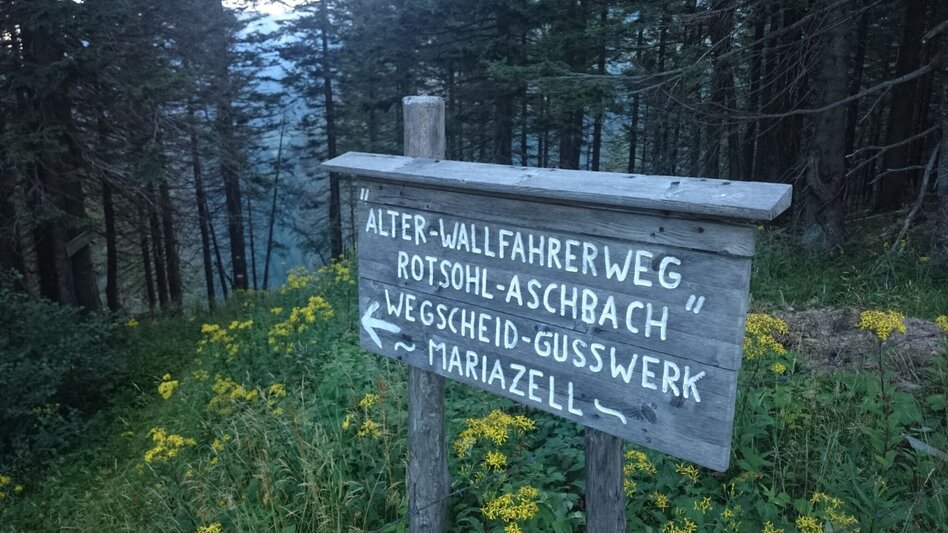 "ALTER-WALLFAHRERWEG
ROTSOHL-ASCHBACH"
← WEGSCHEID-GUSSWERK
~ MARIAZELL ~